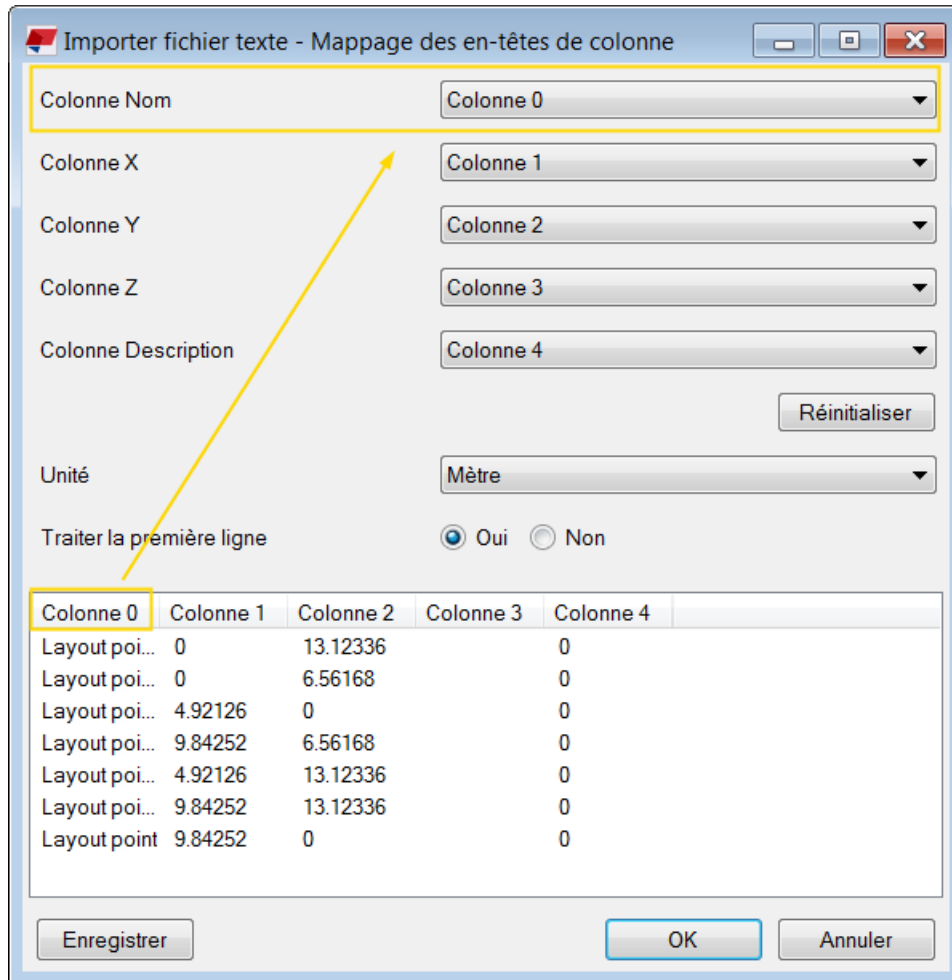 Importer fichier texte - Mappage des en-têtes de colonne
Colonne Nom Colonne 0
Colonne X Colonne 1
Colonne Y Colonne 2
Colonne Z Colonne 3
Colonne Description Colonne 4
Réinitialiser
Unité Mètre
Traiter la première ligne Oui Non
Colonne 0 Colonne 1 Colonne 2 Colonne 3 Colonne 4
Layout poi... 0 13.12336 0
Layout poi... 0 6.56168 0
Layout poi... 4.92126 0 0
Layout poi... 9.84252 6.56168 0
Layout poi... 4.92126 13.12336 0
Layout poi... 9.84252 13.12336 0
Layout point 9.84252 0 0
Enregistrer OK Annuler